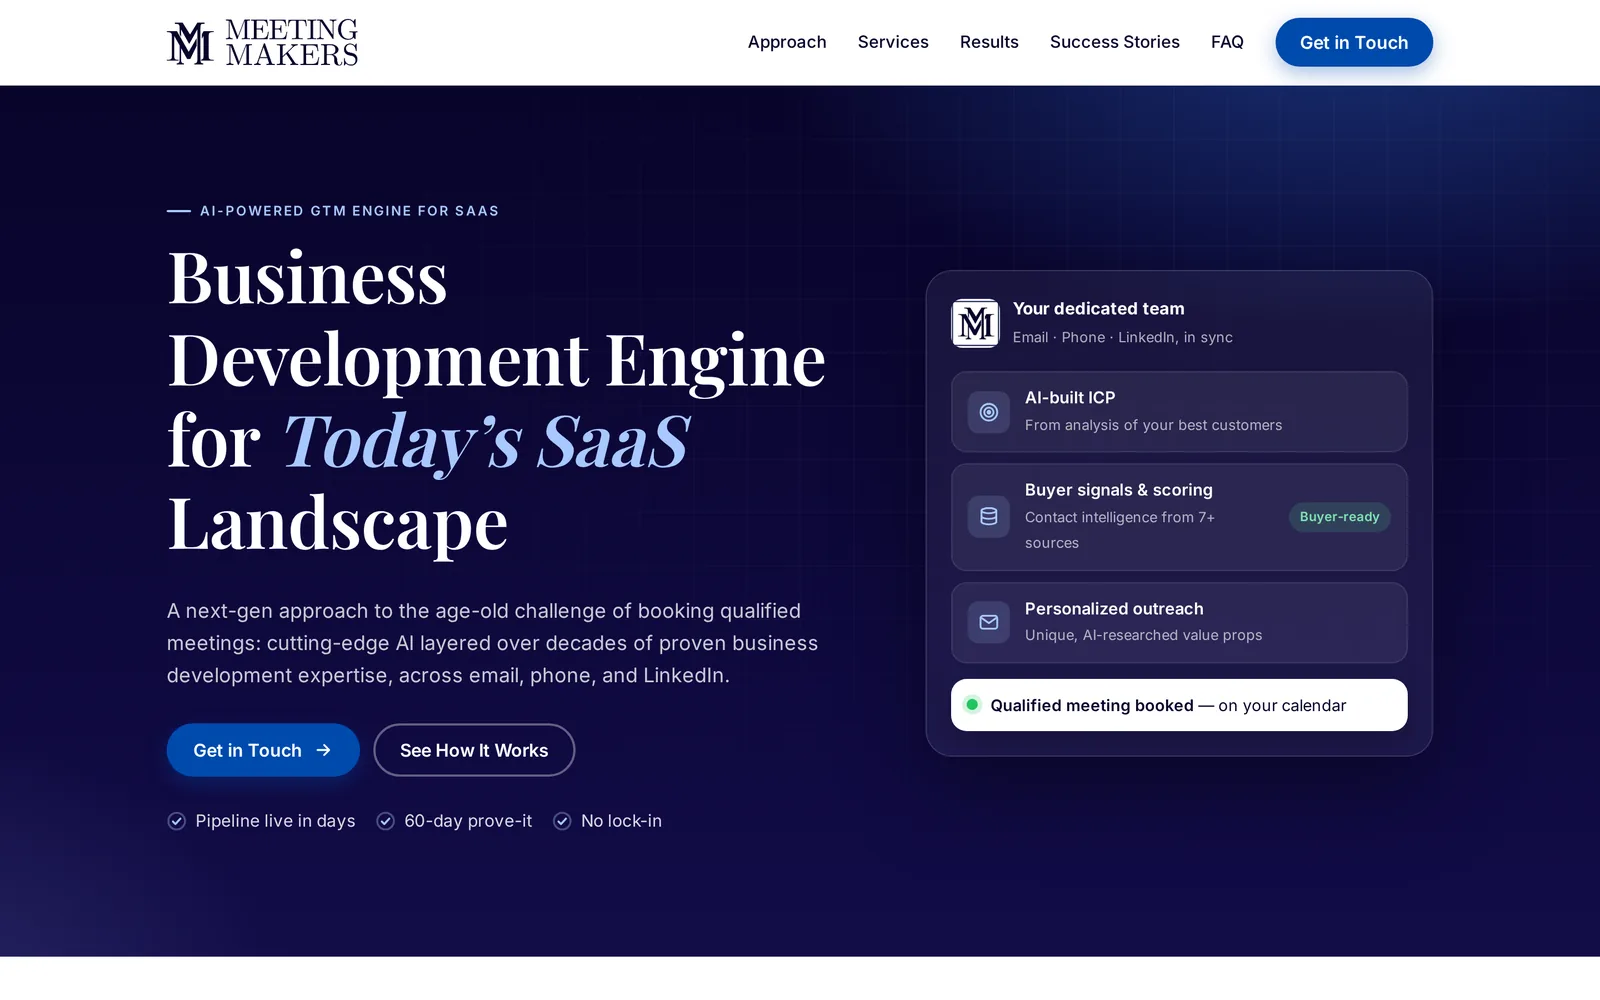 MEETING
MAKERS
Approach
Services
Results
Success Stories
FAQ
Get in Touch
AI-POWERED GTM ENGINE FOR SAAS
Business
Development Engine
for Today’s SaaS
Landscape
A next-gen approach to the age-old challenge of booking qualified
meetings: cutting-edge AI layered over decades of proven business
development expertise, across email, phone, and LinkedIn.
Get in Touch →
See How It Works
Pipeline live in days
60-day prove-it
No lock-in
Your dedicated team
Email · Phone · LinkedIn, in sync
AI-built ICP
From analysis of your best customers
Buyer signals & scoring
Contact intelligence from 7+
sources
Buyer-ready
Personalized outreach
Unique, AI-researched value props
Qualified meeting booked — on your calendar